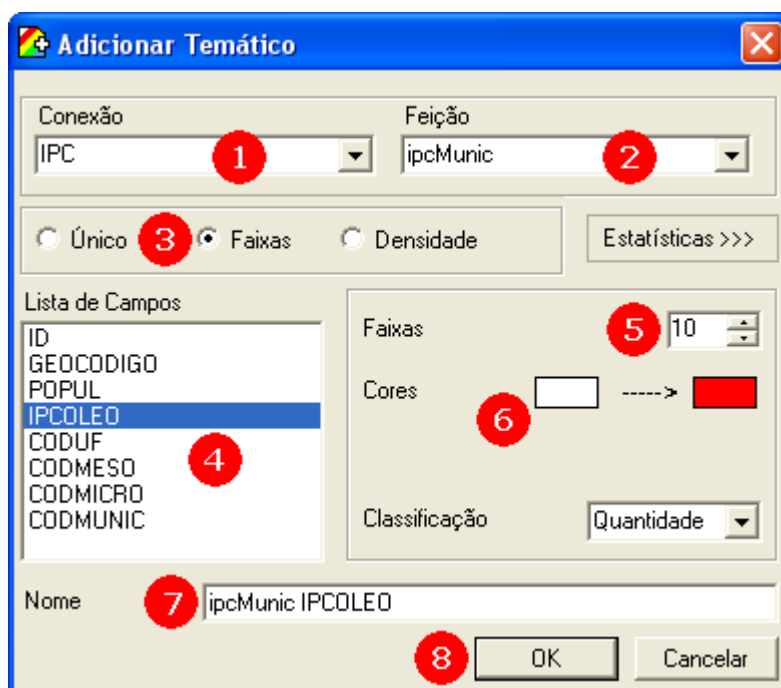 Adicionar Temático
Conexão Feição
IPC 1 ipcMunic 2
Único 3 Faixas Densidade Estatísticas >>>
Lista de Campos
ID
GEOCODIGO
POPUL
IPCOLEO
CODUF
CODMESO
CODMICRO
CODMUNIC
4
Faixas 5 10
Cores ----->
6
Classificação Quantidade
Nome 7 ipcMunic IPCOLEO
8 OK Cancelar